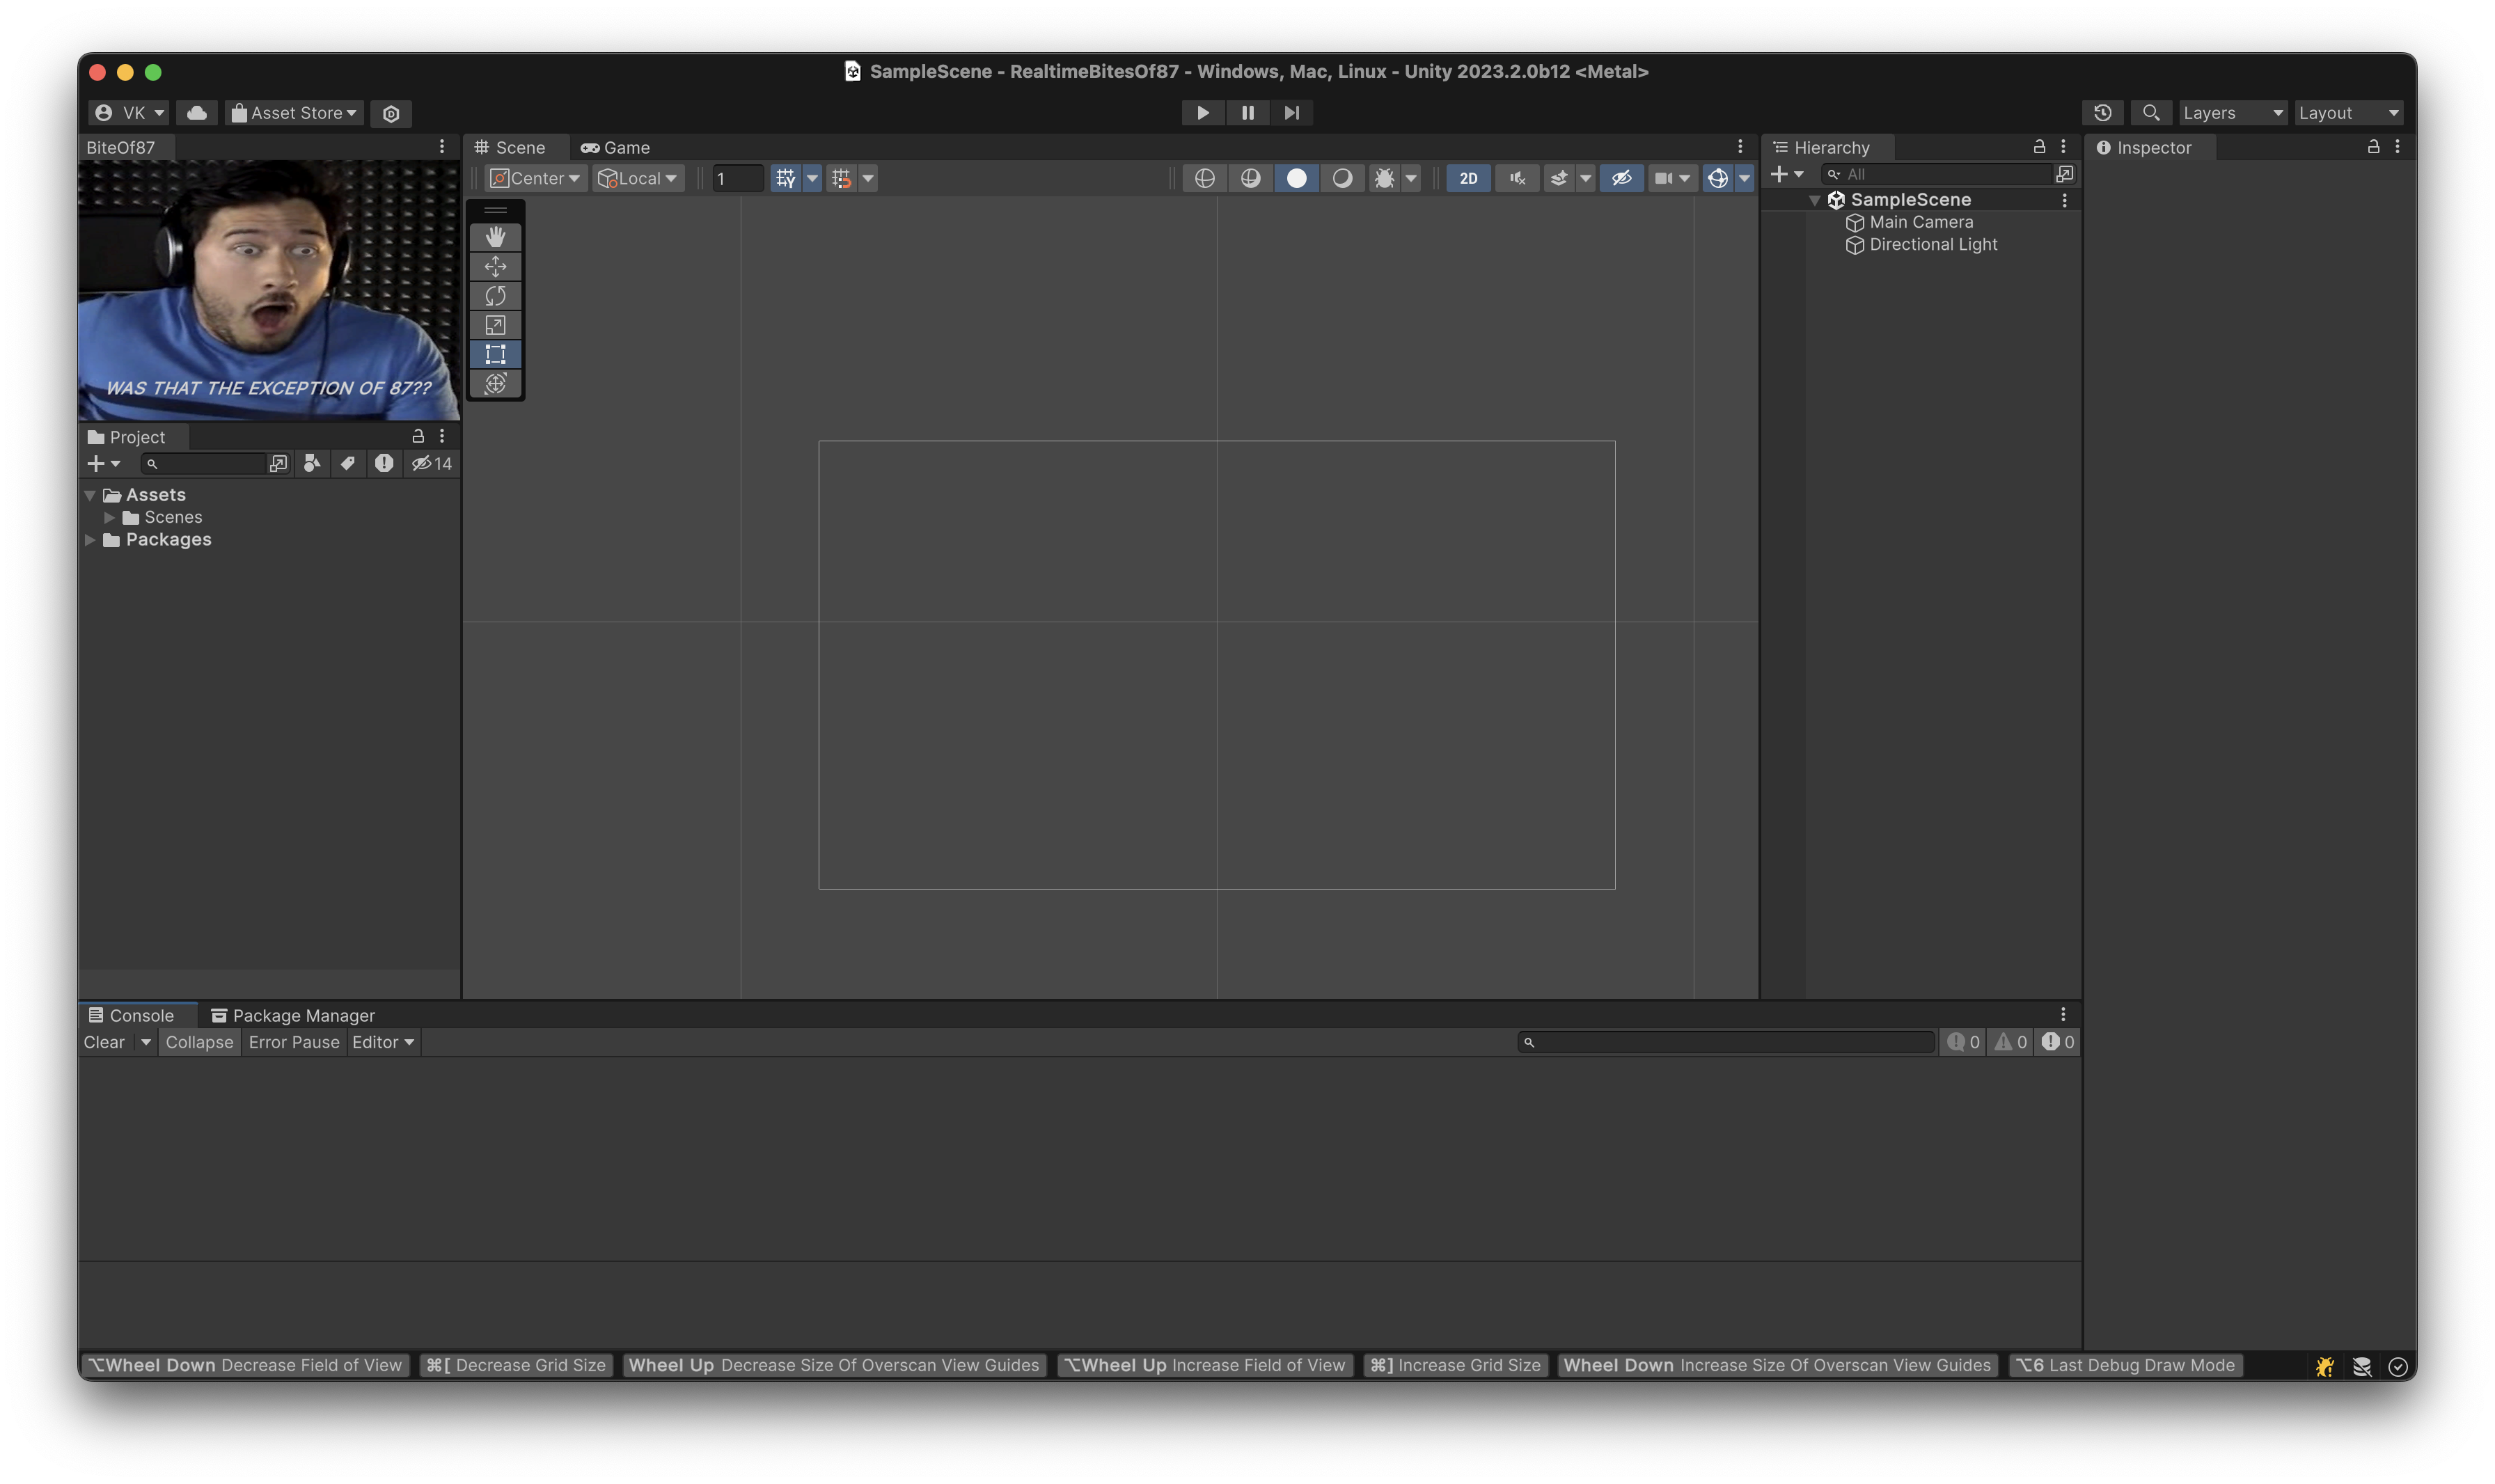 SampleScene - RealtimeBitesOf87 - Windows, Mac, Linux - Unity 2023.2.0b12 <Metal>
VK
Asset Store
Layers
Layout
BiteOf87
WAS THAT THE EXCEPTION OF 87??
Project
14
Assets
Scenes
Packages
Scene
Game
Center
Local
1
2D
Hierarchy
All
SampleScene
Main Camera
Directional Light
Inspector
Console
Package Manager
Clear
Collapse
Error Pause
Editor
0
0
0
⌥Wheel Down Decrease Field of View
⌘[ Decrease Grid Size
Wheel Up Decrease Size Of Overscan View Guides
⌥Wheel Up Increase Field of View
⌘] Increase Grid Size
Wheel Down Increase Size Of Overscan View Guides
⌥6 Last Debug Draw Mode